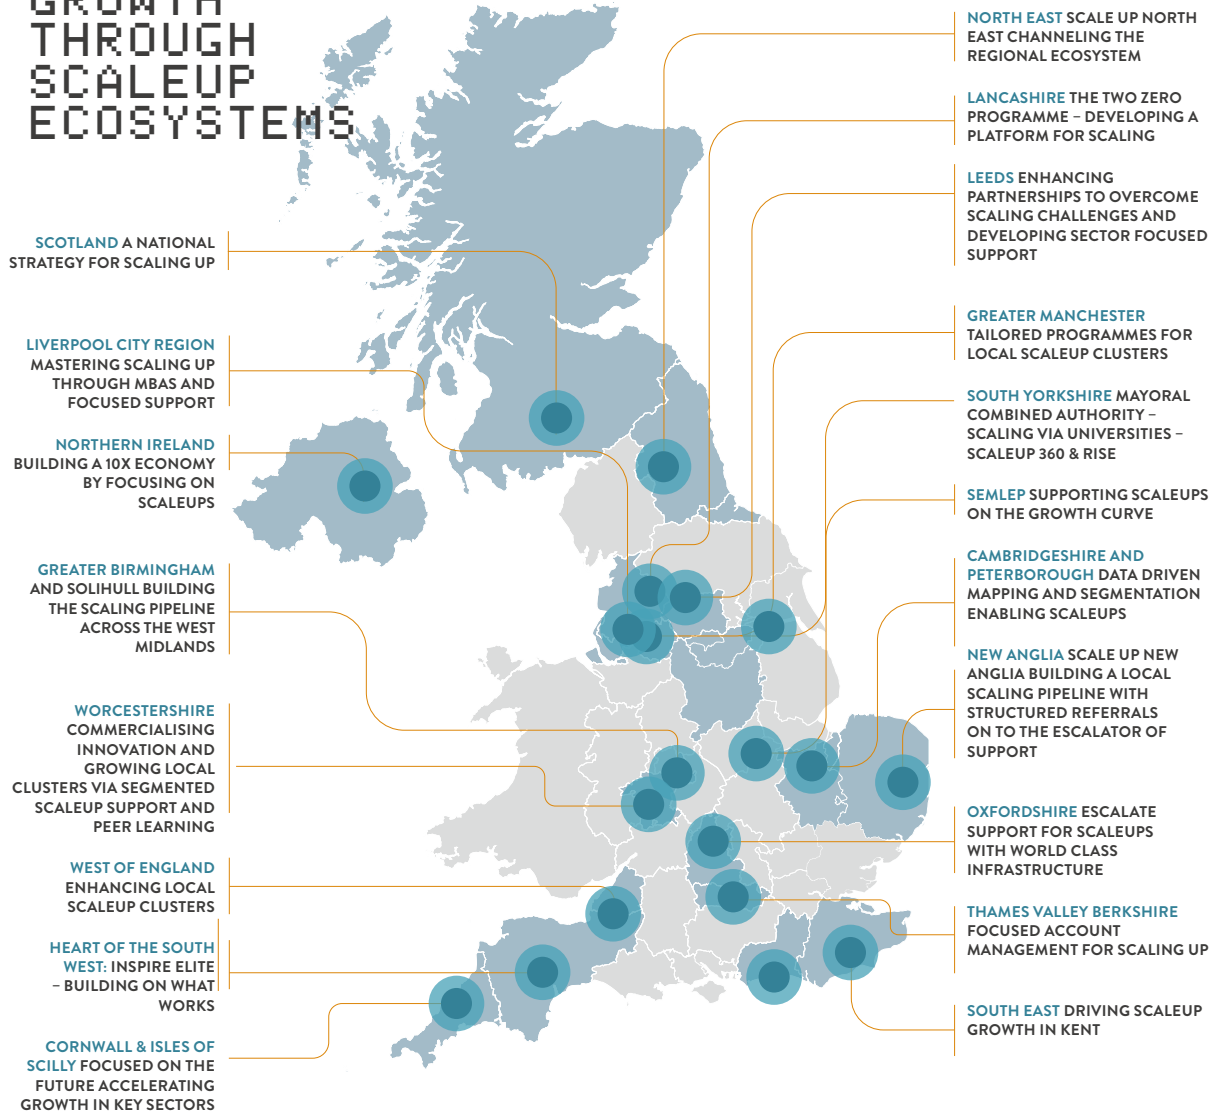 GROWTH
THROUGH
SCALEUP
ECOSYSTEMS
SCOTLAND A NATIONAL
STRATEGY FOR SCALING UP
LIVERPOOL CITY REGION
MASTERING SCALING UP
THROUGH MBAS AND
FOCUSED SUPPORT
NORTHERN IRELAND
BUILDING A 10X ECONOMY
BY FOCUSING ON
SCALEUPS
GREATER BIRMINGHAM
AND SOLIHULL BUILDING
THE SCALING PIPELINE
ACROSS THE WEST
MIDLANDS
WORCESTERSHIRE
COMMERCIALISING
INNOVATION AND
GROWING LOCAL
CLUSTERS VIA SEGMENTED
SCALEUP SUPPORT AND
PEER LEARNING
WEST OF ENGLAND
ENHANCING LOCAL
SCALEUP CLUSTERS
HEART OF THE SOUTH
WEST: INSPIRE ELITE
– BUILDING ON WHAT
WORKS
CORNWALL & ISLES OF
SCILLY FOCUSED ON THE
FUTURE ACCELERATING
GROWTH IN KEY SECTORS
NORTH EAST SCALE UP NORTH
EAST CHANNELING THE
REGIONAL ECOSYSTEM
LANCASHIRE THE TWO ZERO
PROGRAMME – DEVELOPING A
PLATFORM FOR SCALING
LEEDS ENHANCING
PARTNERSHIPS TO OVERCOME
SCALING CHALLENGES AND
DEVELOPING SECTOR FOCUSED
SUPPORT
GREATER MANCHESTER
TAILORED PROGRAMMES FOR
LOCAL SCALEUP CLUSTERS
SOUTH YORKSHIRE MAYORAL
COMBINED AUTHORITY –
SCALING VIA UNIVERSITIES –
SCALEUP 360 & RISE
SEMLEP SUPPORTING SCALEUPS
ON THE GROWTH CURVE
CAMBRIDGESHIRE AND
PETERBOROUGH DATA DRIVEN
MAPPING AND SEGMENTATION
ENABLING SCALEUPS
NEW ANGLIA SCALE UP NEW
ANGLIA BUILDING A LOCAL
SCALING PIPELINE WITH
STRUCTURED REFERRALS
ON TO THE ESCALATOR OF
SUPPORT
OXFORDSHIRE ESCALATE
SUPPORT FOR SCALEUPS
WITH WORLD CLASS
INFRASTRUCTURE
THAMES VALLEY BERKSHIRE
FOCUSED ACCOUNT
MANAGEMENT FOR SCALING UP
SOUTH EAST DRIVING SCALEUP
GROWTH IN KENT